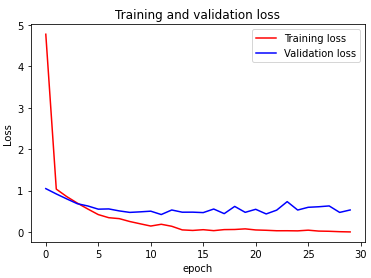 Training and validation loss
Training loss
Validation loss
Loss
5
4
3
2
1
0
0
5
10
15
20
25
30
epoch